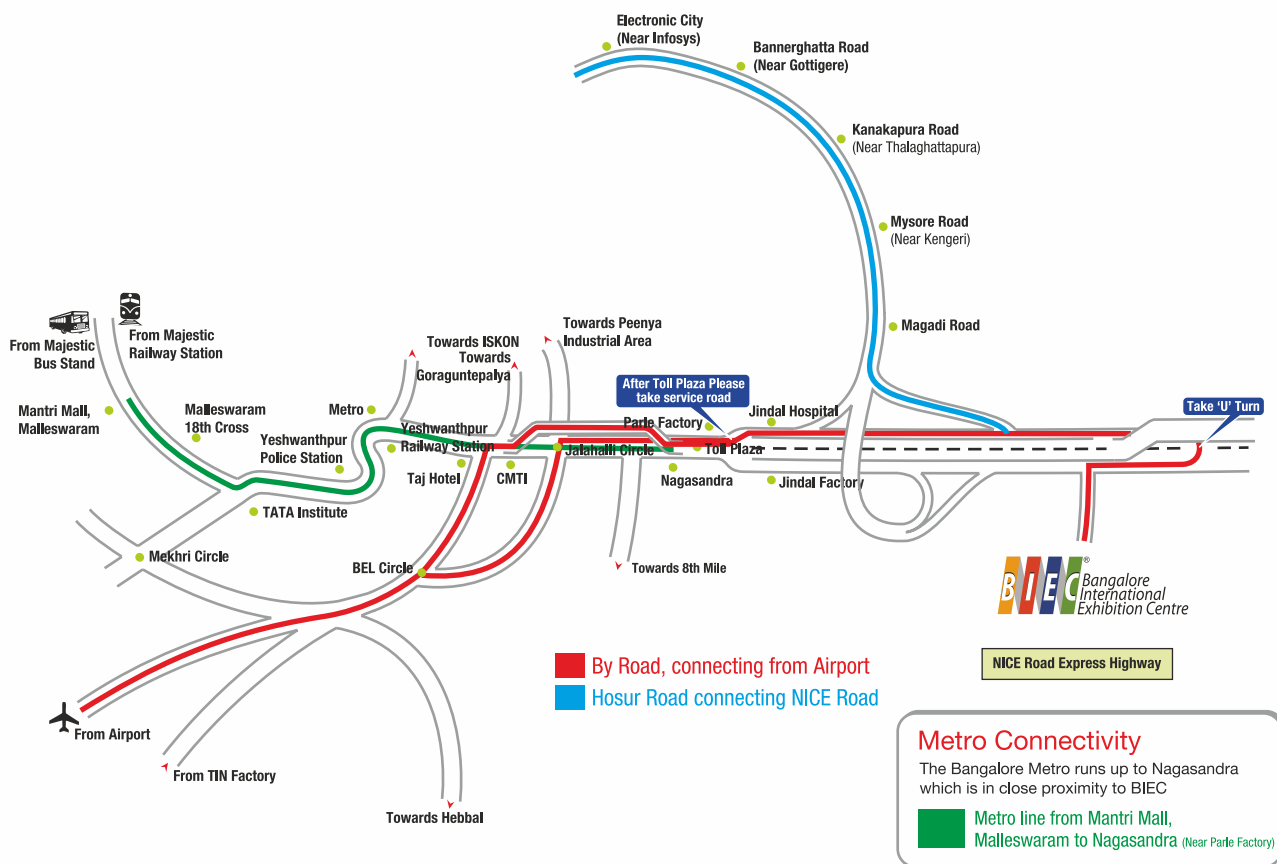 Electronic City
(Near Infosys)
Bannerghatta Road
(Near Gottigere)
Kanakapura Road
(Near Thalaghattapura)
Mysore Road
(Near Kengeri)
Magadi Road
From Majestic
Bus Stand
From Majestic
Railway Station
Towards ISKON
Towards
Goraguntepalya
Towards Peenya
Industrial Area
After Toll Plaza Please
take service road
Take ‘U’ Turn
Mantri Mall,
Malleswaram
Malleswaram
18th Cross
Metro
Yeshwanthpur
Police Station
Yeshwanthpur
Railway Station
Parle Factory
Jindal Hospital
Taj Hotel
CMTI
Jalahalli Circle
Toll Plaza
Nagasandra
Jindal Factory
TATA Institute
Mekhri Circle
BEL Circle
Towards 8th Mile
BIEC®
Bangalore
International
Exhibition Centre
By Road, connecting from Airport
Hosur Road connecting NICE Road
NICE Road Express Highway
From Airport
From TIN Factory
Towards Hebbal
Metro Connectivity
The Bangalore Metro runs up to Nagasandra
which is in close proximity to BIEC
Metro line from Mantri Mall,
Malleswaram to Nagasandra (Near Parle Factory)